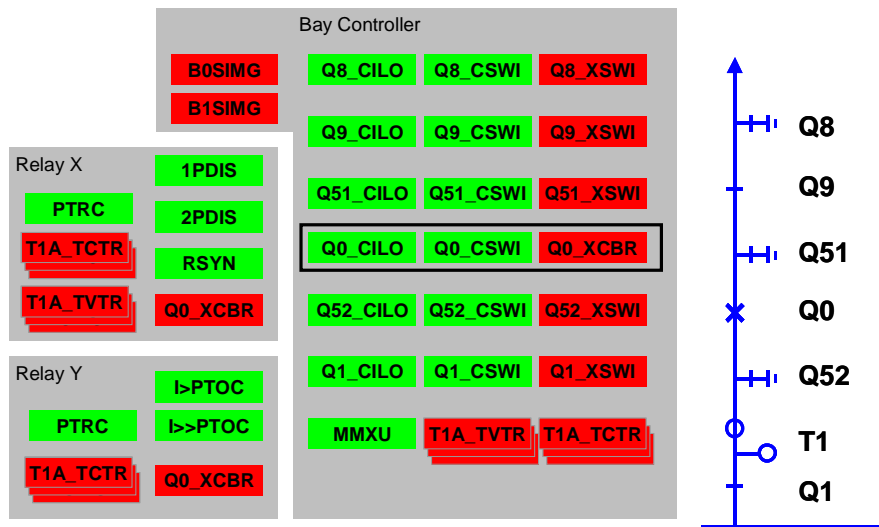 Bay Controller
B0SIMG
Q8_CILO Q8_CSWI Q8_XSWI
B1SIMG
Q9_CILO Q9_CSWI Q9_XSWI
Q51_CILO Q51_CSWI Q51_XSWI
Q0_CILO Q0_CSWI Q0_XCBR
Q52_CILO Q52_CSWI Q52_XSWI
Q1_CILO Q1_CSWI Q1_XSWI
MMXU T1A_TVTR T1A_TCTR
Relay X
1PDIS
PTRC
2PDIS
T1A_TCTR
RSYN
T1A_TVTR
Q0_XCBR
Relay Y
I>PTOC
PTRC
I>>PTOC
T1A_TCTR
Q0_XCBR
Q8
Q9
Q51
Q0
Q52
T1
Q1